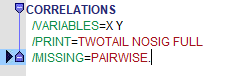 CORRELATIONS
/VARIABLES=X Y
/PRINT=TWOTAIL NOSIG FULL
/MISSING=PAIRWISE.